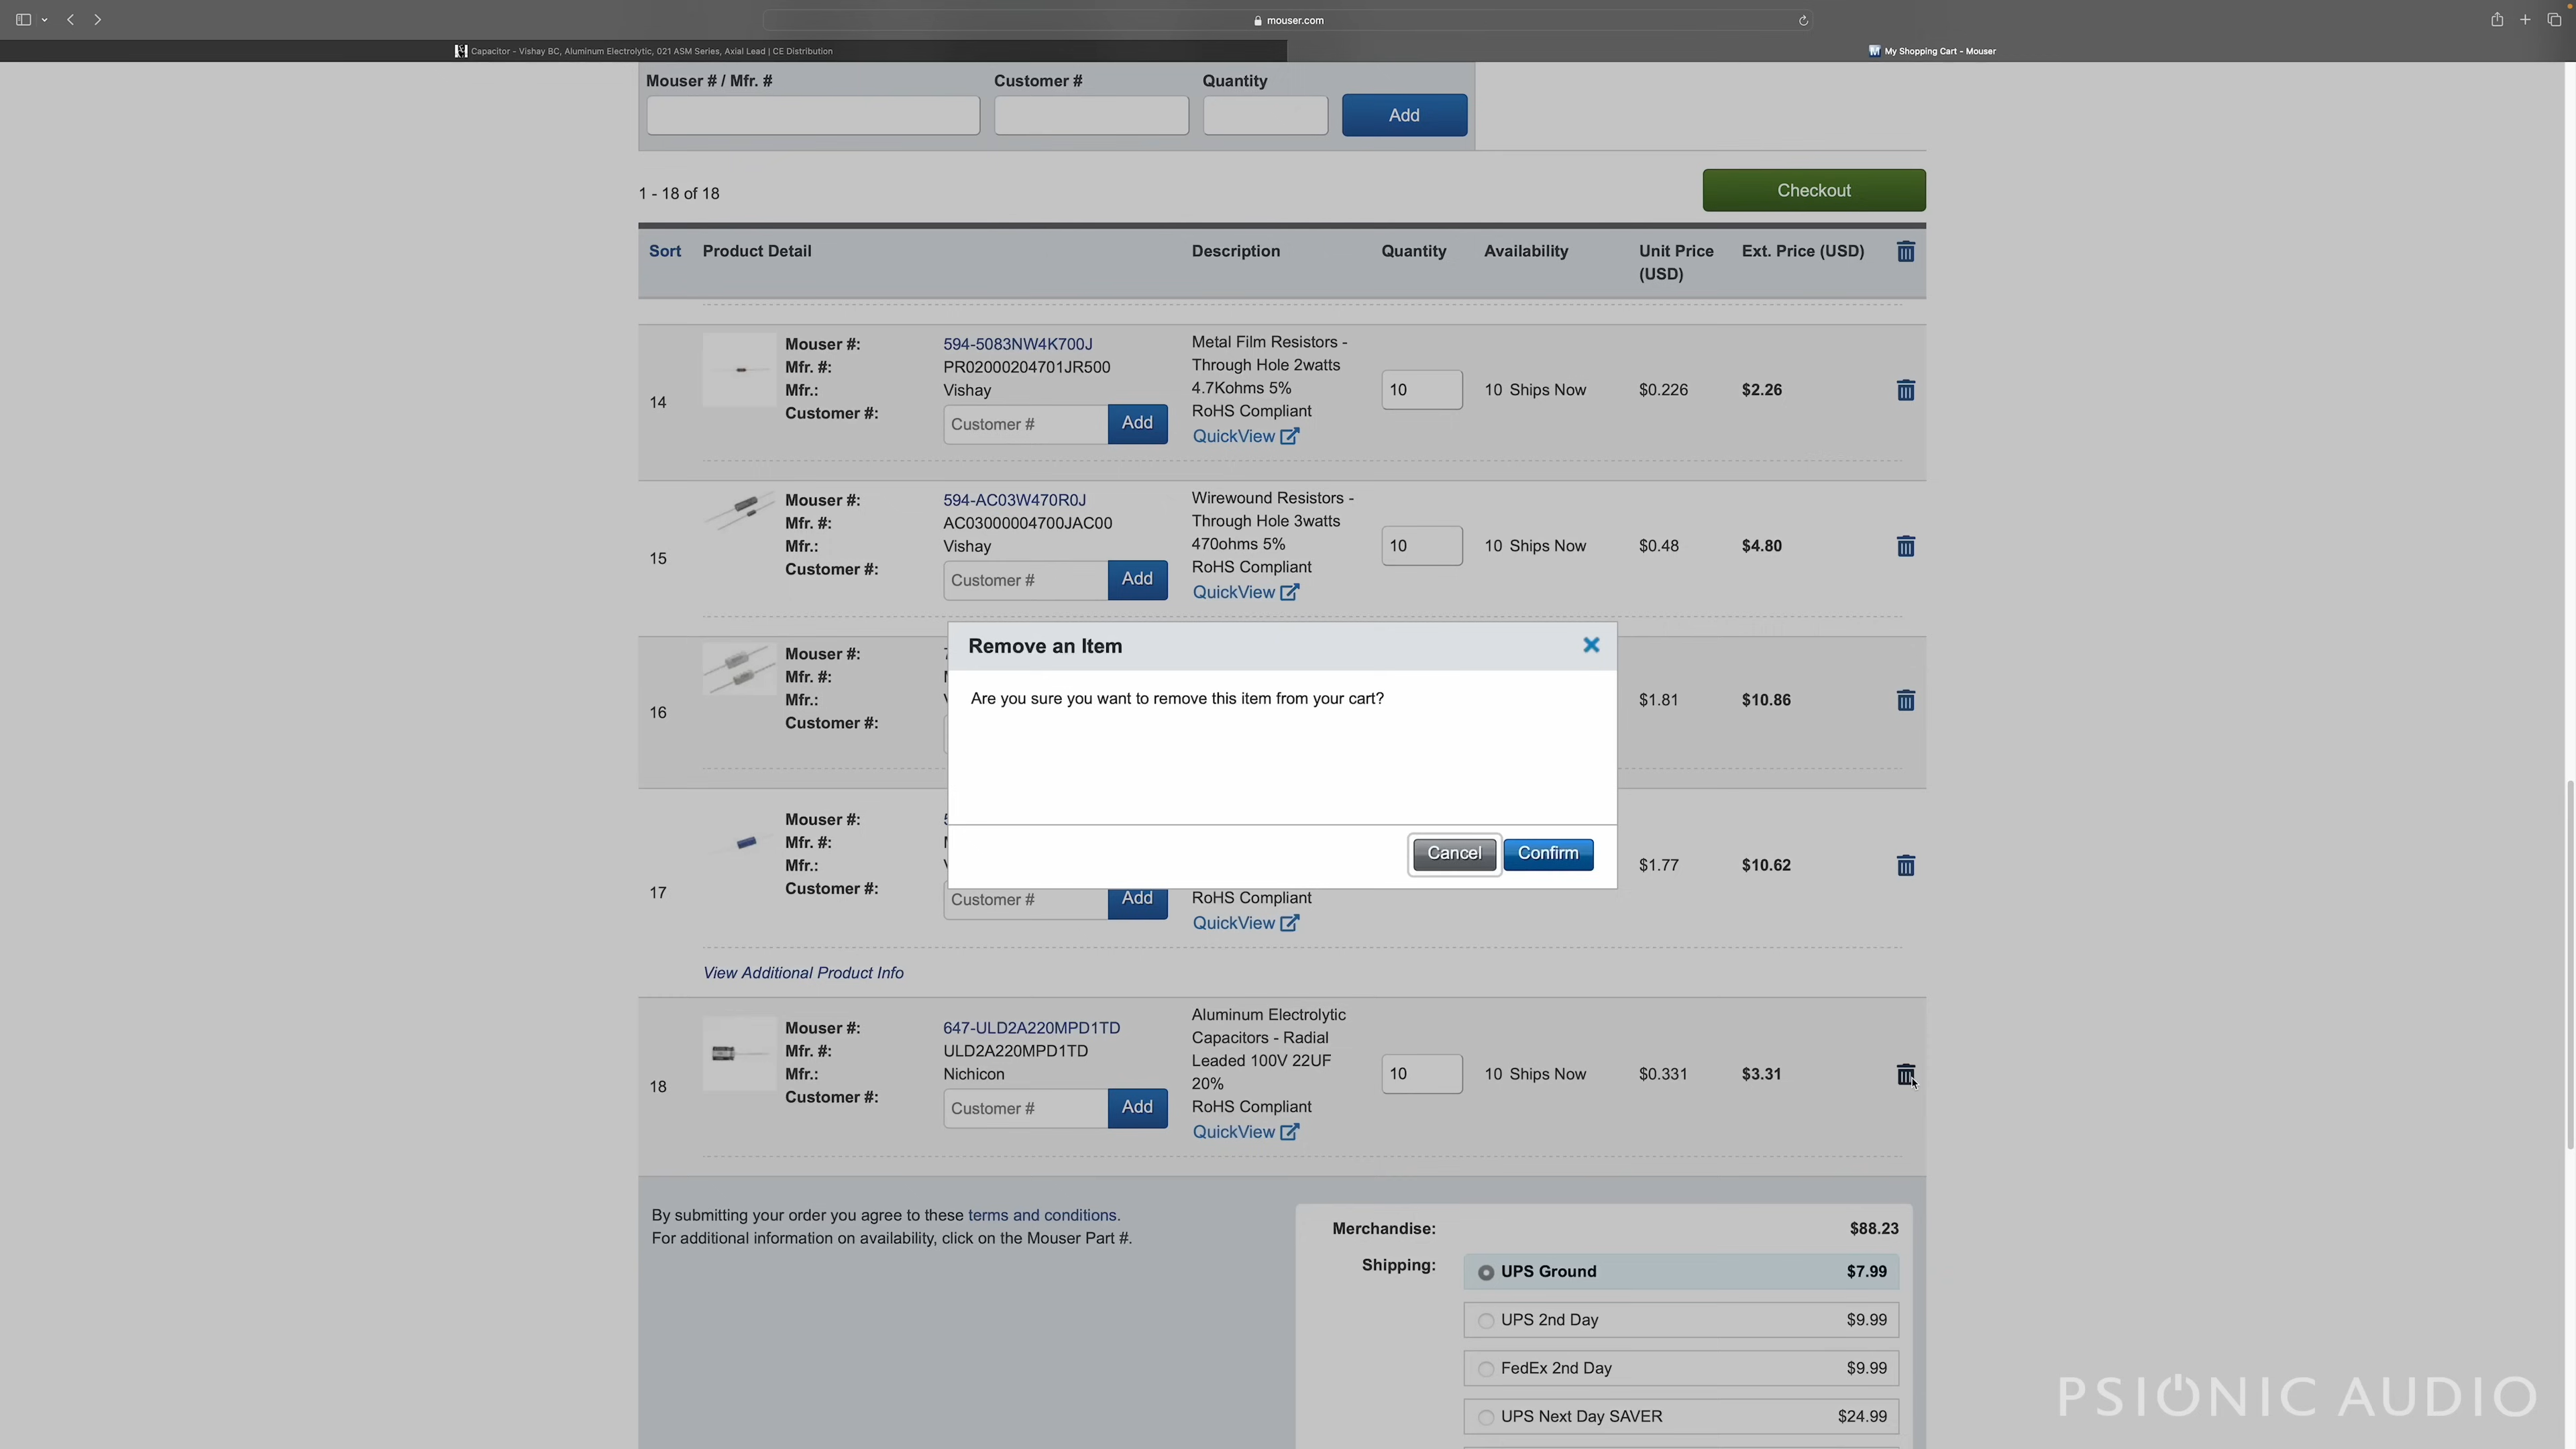 mouser.com
Capacitor - Vishay BC, Aluminum Electrolytic, 021 ASM Series, Axial Lead | CE Distribution
My Shopping Cart - Mouser
Mouser # / Mfr. # Customer # Quantity
Add
1 - 18 of 18
Checkout
Sort Product Detail Description Quantity Availability Unit Price (USD) Ext. Price (USD)
14
Mouser #: 594-5083NW4K700J
Mfr. #: PR02000204701JR500
Mfr.: Vishay
Customer #: Customer # Add
Metal Film Resistors -
Through Hole 2watts
4.7Kohms 5%
RoHS Compliant
QuickView
10 10 Ships Now $0.226 $2.26
15
Mouser #: 594-AC03W470R0J
Mfr. #: AC03000004700JAC00
Mfr.: Vishay
Customer #: Customer # Add
Wirewound Resistors -
Through Hole 3watts
470ohms 5%
RoHS Compliant
QuickView
10 10 Ships Now $0.48 $4.80
Remove an Item
Are you sure you want to remove this item from your cart?
Cancel Confirm
16
Mouser #:
Mfr. #:
Mfr.:
Customer #:
$1.81 $10.86
17
Mouser #:
Mfr. #:
Mfr.:
Customer #: Customer # Add
RoHS Compliant
QuickView
$1.77 $10.62
View Additional Product Info
18
Mouser #: 647-ULD2A220MPD1TD
Mfr. #: ULD2A220MPD1TD
Mfr.: Nichicon
Customer #: Customer # Add
Aluminum Electrolytic
Capacitors - Radial
Leaded 100V 22UF
20%
RoHS Compliant
QuickView
10 10 Ships Now $0.331 $3.31
By submitting your order you agree to these terms and conditions.
For additional information on availability, click on the Mouser Part #.
Merchandise: $88.23
Shipping: UPS Ground $7.99
UPS 2nd Day $9.99
FedEx 2nd Day $9.99
UPS Next Day SAVER $24.99
PSIONIC AUDIO